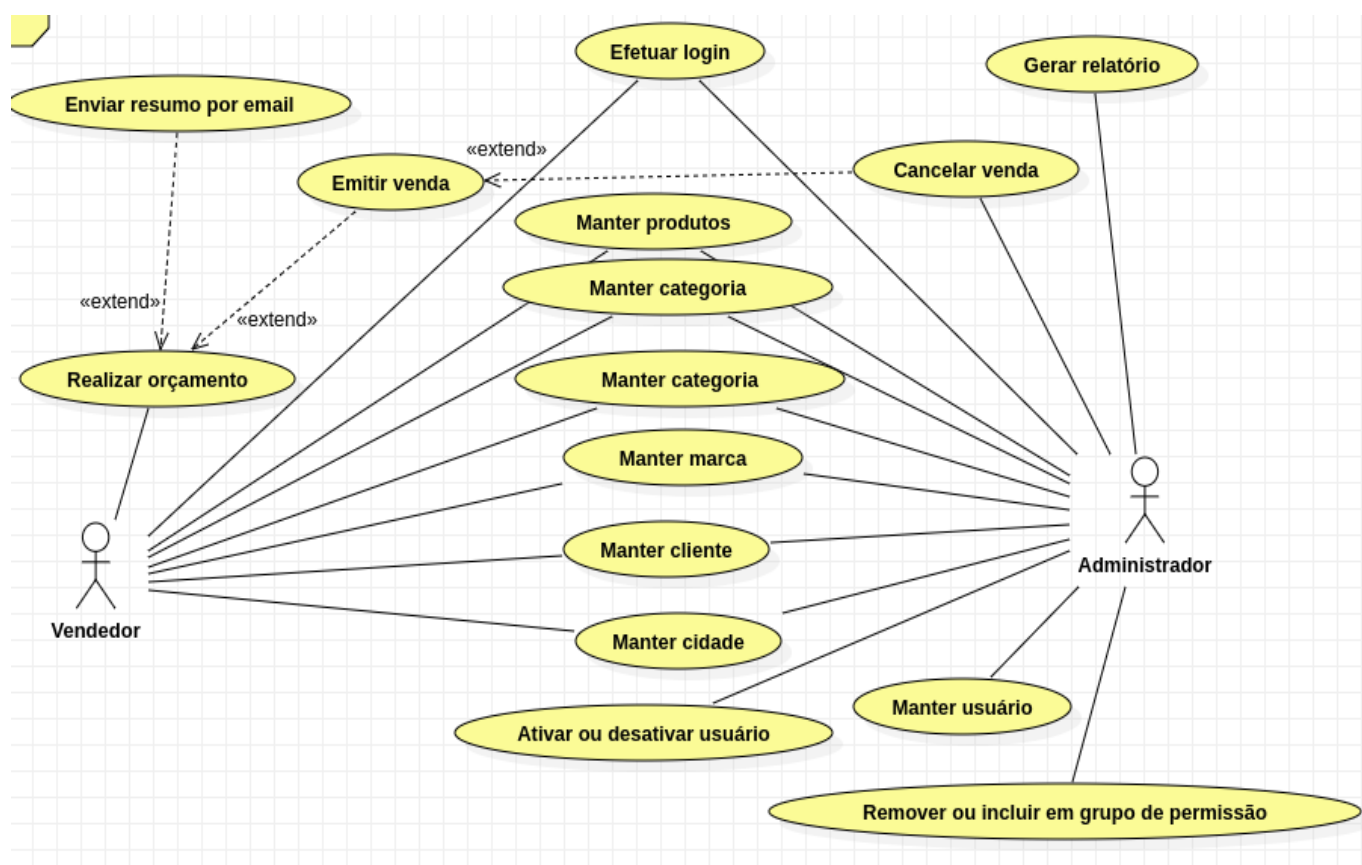 Efetuar login
Gerar relatório
Enviar resumo por email
«extend»
Emitir venda
Cancelar venda
Manter produtos
Manter categoria
«extend»
«extend»
Realizar orçamento
Manter categoria
Manter marca
Manter cliente
Administrador
Vendedor
Manter cidade
Manter usuário
Ativar ou desativar usuário
Remover ou incluir em grupo de permissão